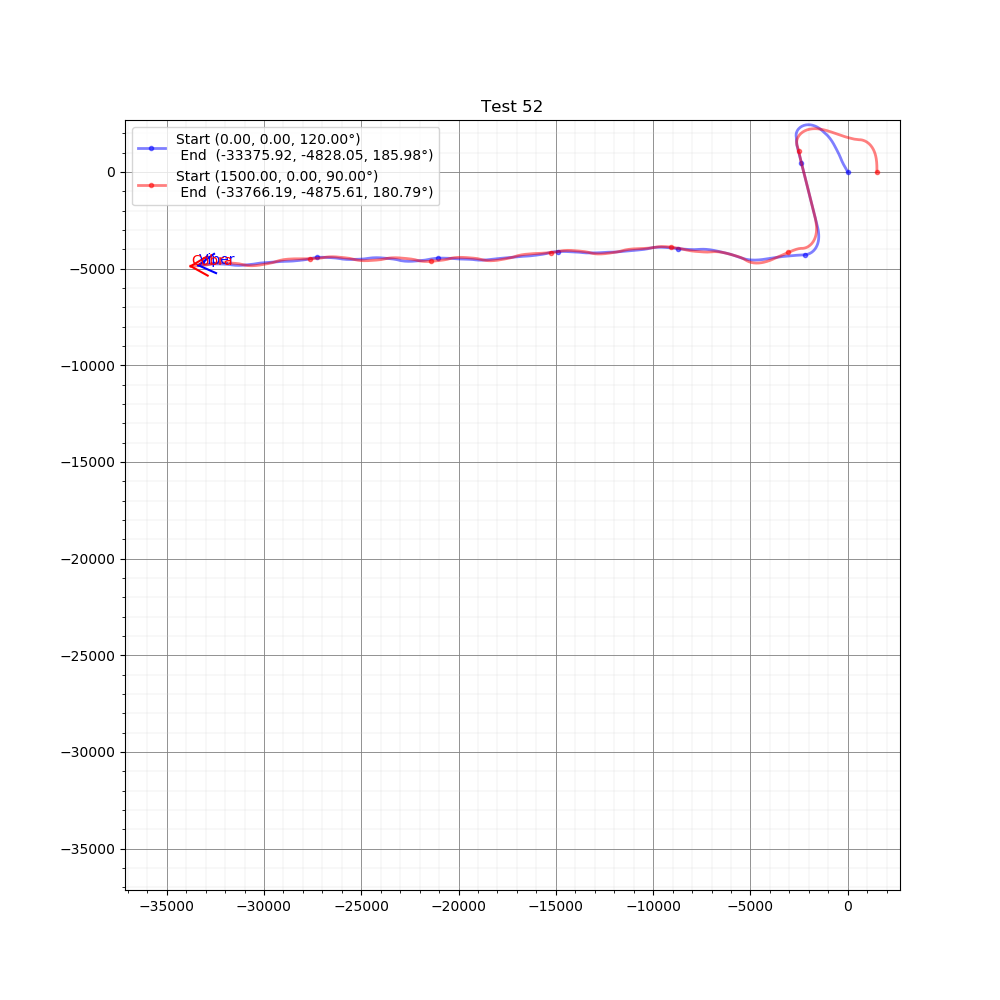 Test 52
Start (0.00, 0.00, 120.00°)
End (-33375.92, -4828.05, 185.98°)
Start (1500.00, 0.00, 90.00°)
End (-33766.19, -4875.61, 180.79°)
0
−5000
−10000
−15000
−20000
−25000
−30000
−35000
Viper
−35000 −30000 −25000 −20000 −15000 −10000 −5000 0